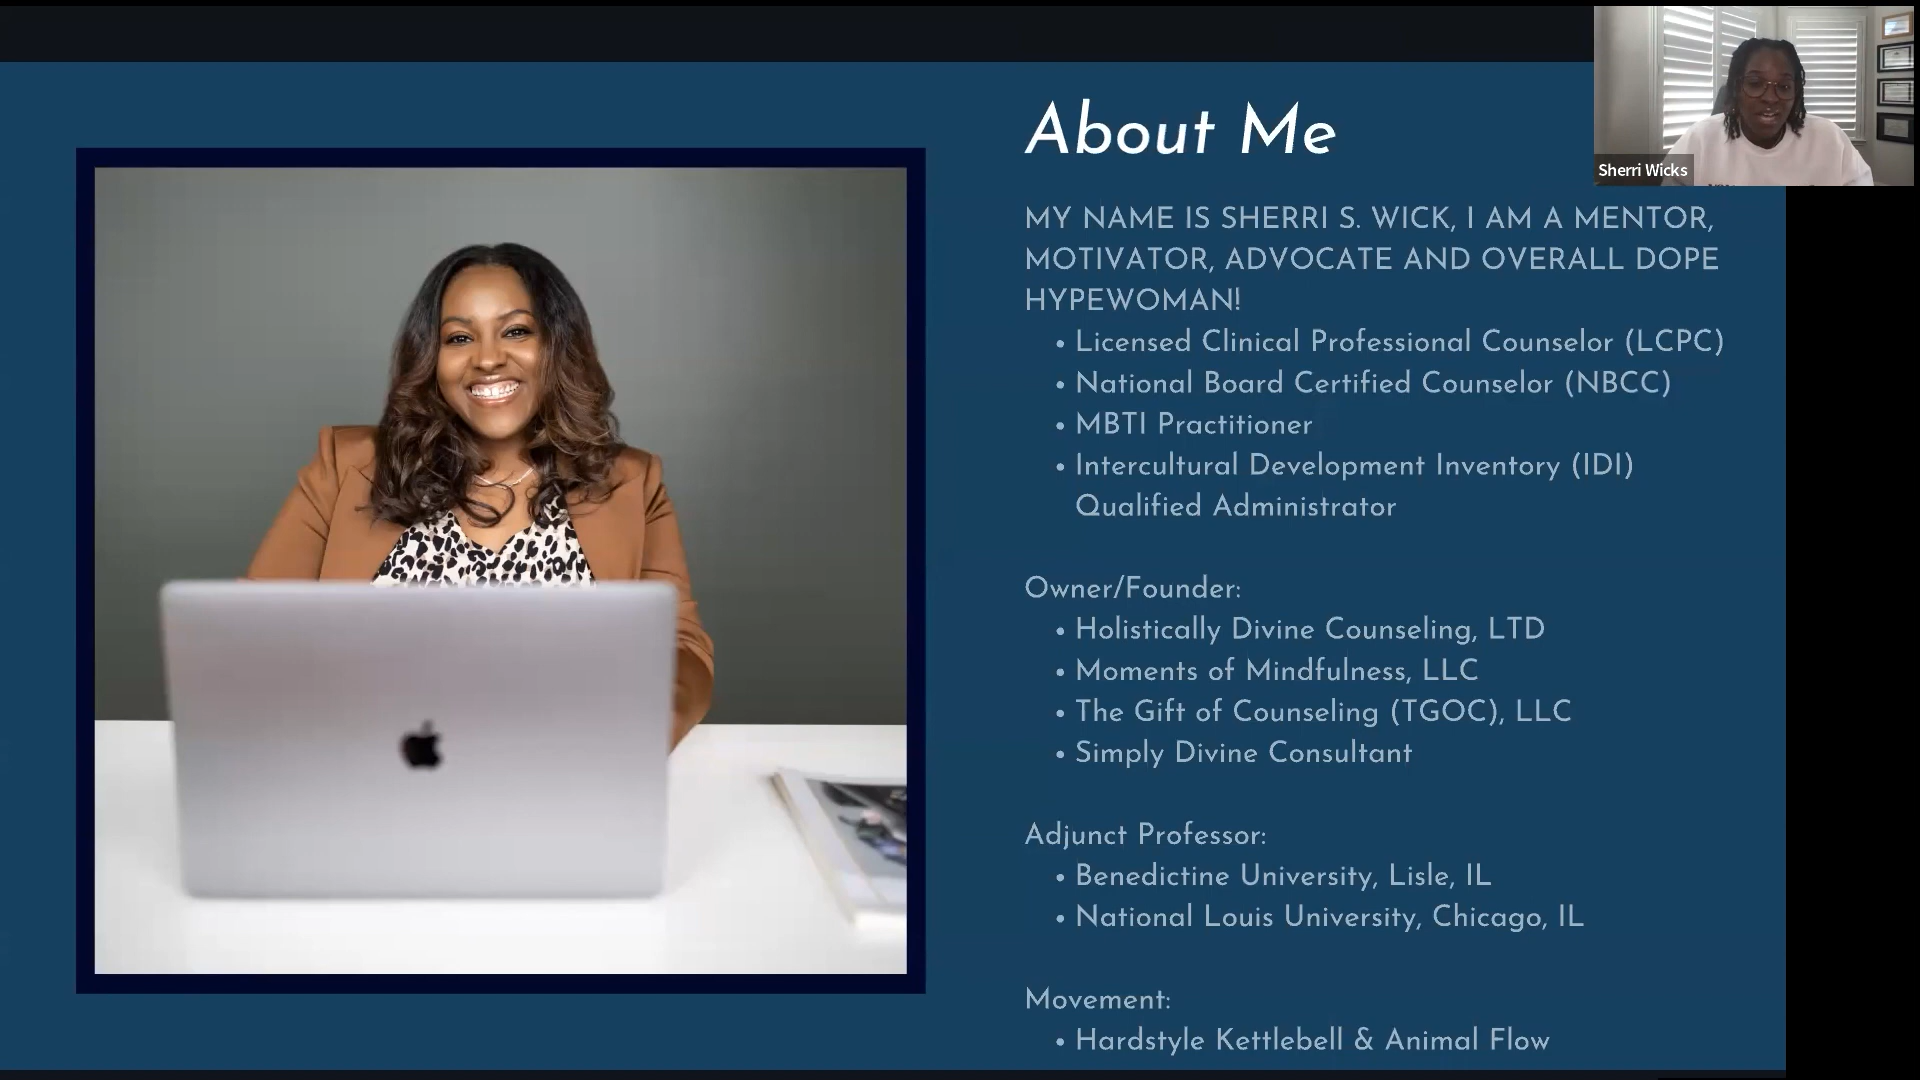 About Me
Sherri Wicks
MY NAME IS SHERRI S. WICK, I AM A MENTOR,
MOTIVATOR, ADVOCATE AND OVERALL DOPE
HYPEWOMAN!
• Licensed Clinical Professional Counselor (LCPC)
• National Board Certified Counselor (NBCC)
• MBTI Practitioner
• Intercultural Development Inventory (IDI)
Qualified Administrator
Owner/Founder:
• Holistically Divine Counseling, LTD
• Moments of Mindfulness, LLC
• The Gift of Counseling (TGOC), LLC
• Simply Divine Consultant
Adjunct Professor:
• Benedictine University, Lisle, IL
• National Louis University, Chicago, IL
Movement:
• Hardstyle Kettlebell & Animal Flow